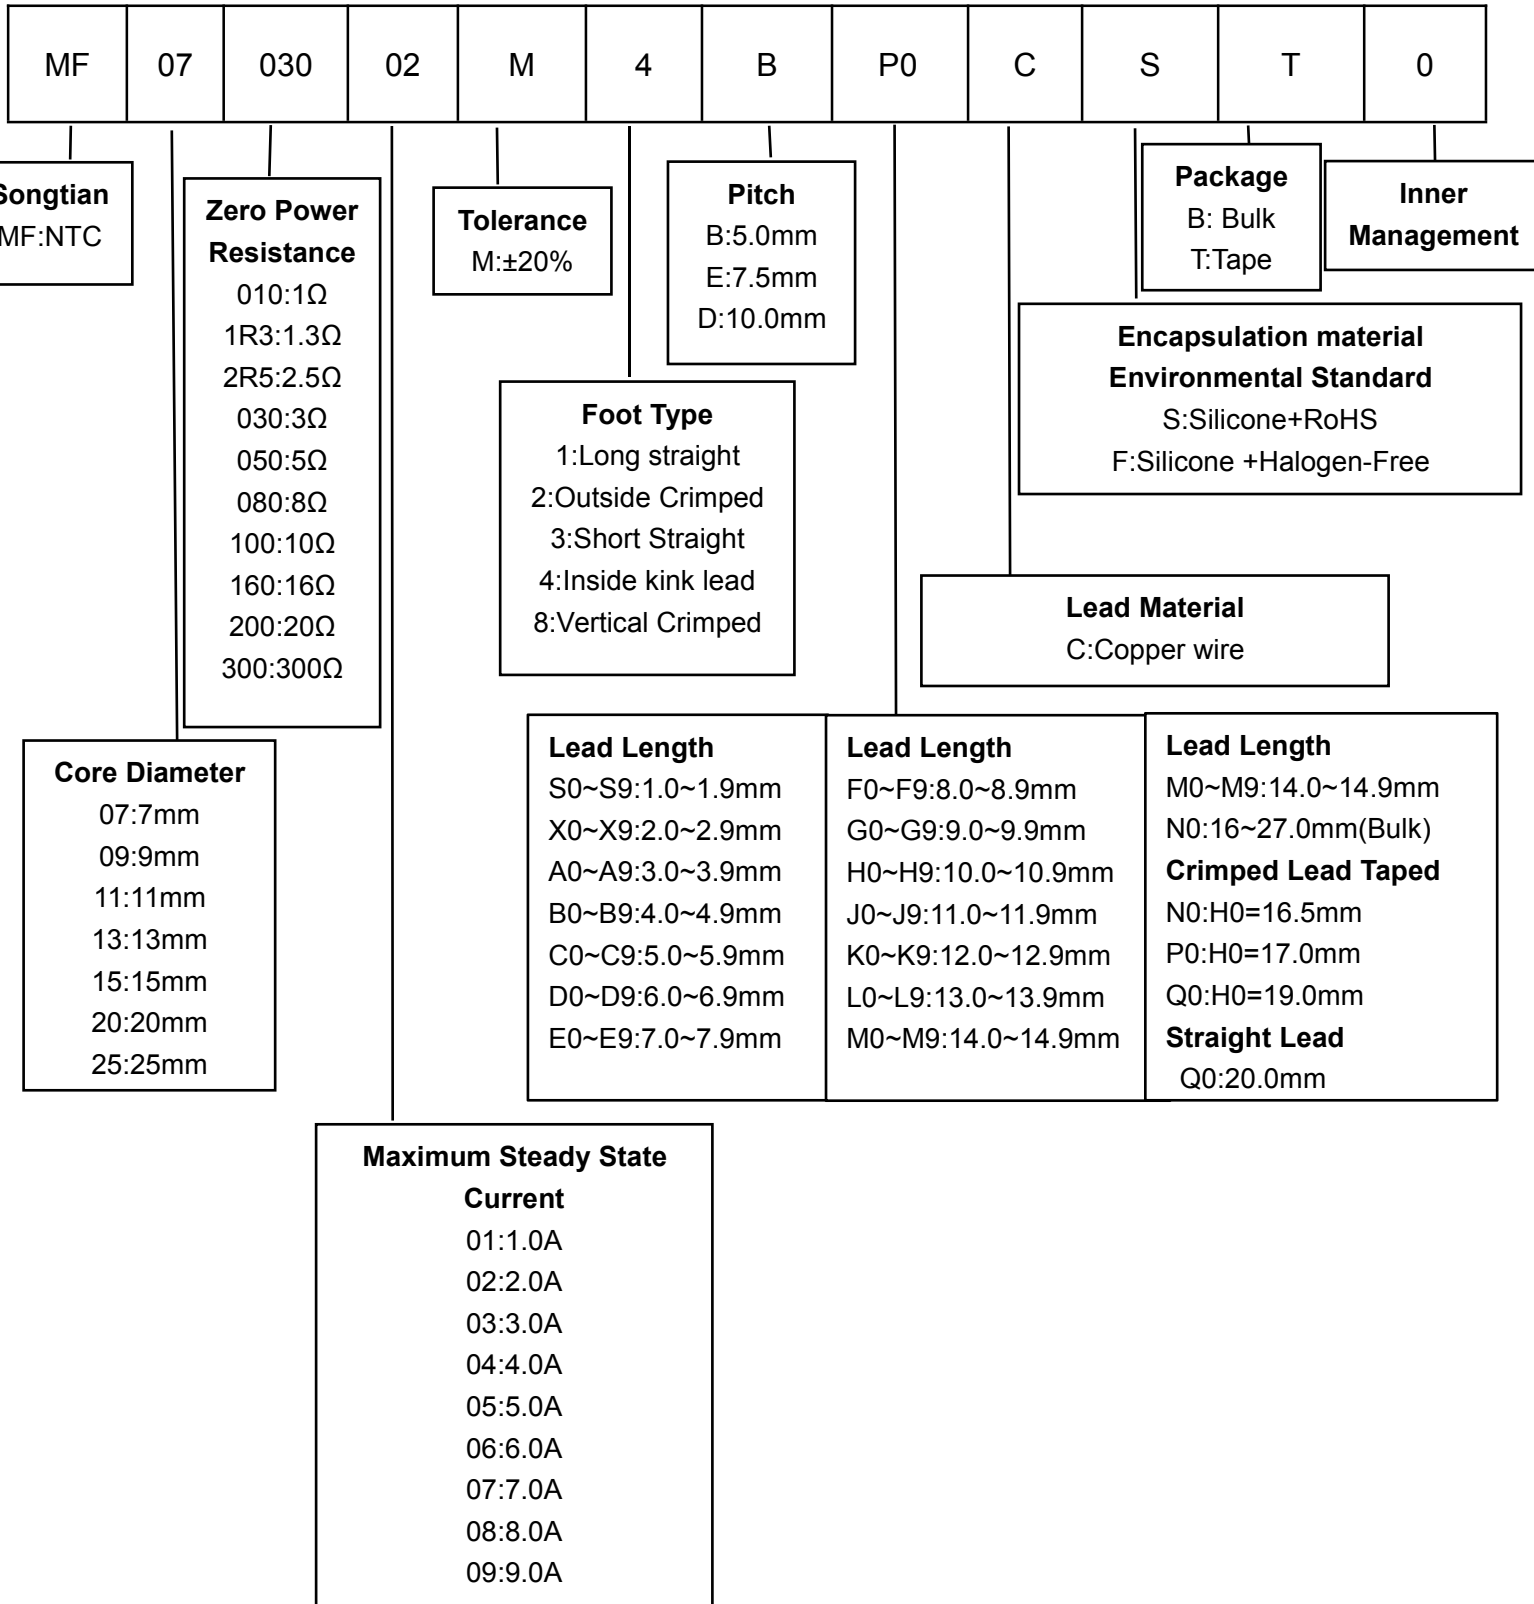 MF 07 030 02 M 4 B P0 C S T 0
Songtian
MF:NTC
Zero Power
Resistance
010:1Ω
1R3:1.3Ω
2R5:2.5Ω
030:3Ω
050:5Ω
080:8Ω
100:10Ω
160:16Ω
200:20Ω
300:300Ω
Tolerance
M:±20%
Pitch
B:5.0mm
E:7.5mm
D:10.0mm
Package
B: Bulk
T:Tape
Inner
Management
Encapsulation material
Environmental Standard
S:Silicone+RoHS
F:Silicone +Halogen-Free
Foot Type
1:Long straight
2:Outside Crimped
3:Short Straight
4:Inside kink lead
8:Vertical Crimped
Lead Material
C:Copper wire
Core Diameter
07:7mm
09:9mm
11:11mm
13:13mm
15:15mm
20:20mm
25:25mm
Lead Length
S0~S9:1.0~1.9mm
X0~X9:2.0~2.9mm
A0~A9:3.0~3.9mm
B0~B9:4.0~4.9mm
C0~C9:5.0~5.9mm
D0~D9:6.0~6.9mm
E0~E9:7.0~7.9mm
Lead Length
F0~F9:8.0~8.9mm
G0~G9:9.0~9.9mm
H0~H9:10.0~10.9mm
J0~J9:11.0~11.9mm
K0~K9:12.0~12.9mm
L0~L9:13.0~13.9mm
M0~M9:14.0~14.9mm
Lead Length
M0~M9:14.0~14.9mm
N0:16~27.0mm(Bulk)
Crimped Lead Taped
N0:H0=16.5mm
P0:H0=17.0mm
Q0:H0=19.0mm
Straight Lead
Q0:20.0mm
Maximum Steady State
Current
01:1.0A
02:2.0A
03:3.0A
04:4.0A
05:5.0A
06:6.0A
07:7.0A
08:8.0A
09:9.0A